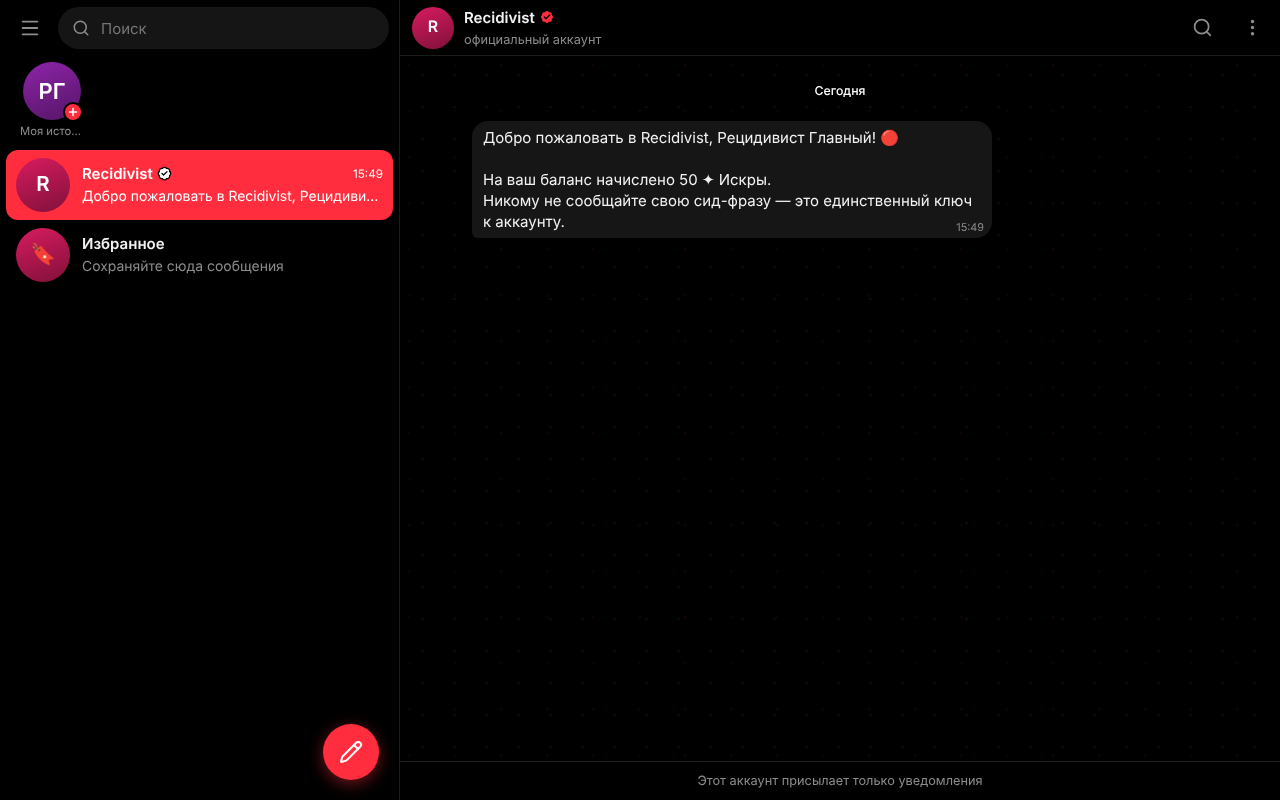 Поиск
РГ
Моя исто...
R
Recidivist
15:49
Добро пожаловать в Recidivist, Рецидиви...
Избранное
Сохраняйте сюда сообщения
R
Recidivist
официальный аккаунт
Сегодня
Добро пожаловать в Recidivist, Рецидивист Главный! 🔴
На ваш баланс начислено 50 ✦ Искры.
Никому не сообщайте свою сид-фразу — это единственный ключ
к аккаунту.
15:49
Этот аккаунт присылает только уведомления